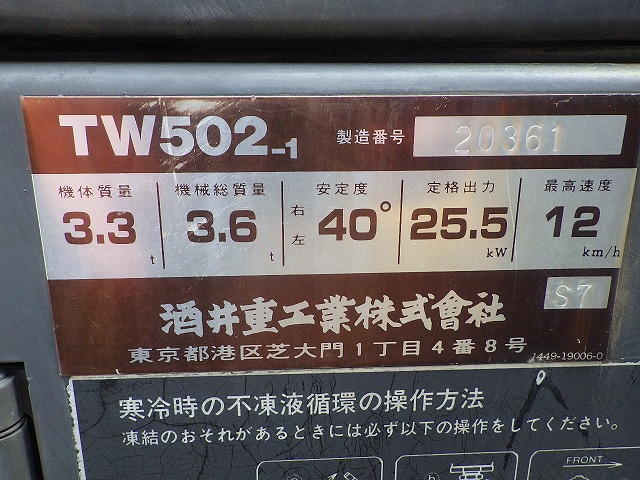 TW502-1 製造番号 20361
機体質量 機械総質量 安定度 定格出力 最高速度
3.3 t 3.6 t 右 左 40° 25.5 kW 12 km/h
S7
酒井重工業株式會社
東京都港区芝大門1丁目4番8号 1449-19006-0
寒冷時の不凍液循環の操作方法
凍結のおそれがあるときには必ず以下の操作をしてください。
FRONT